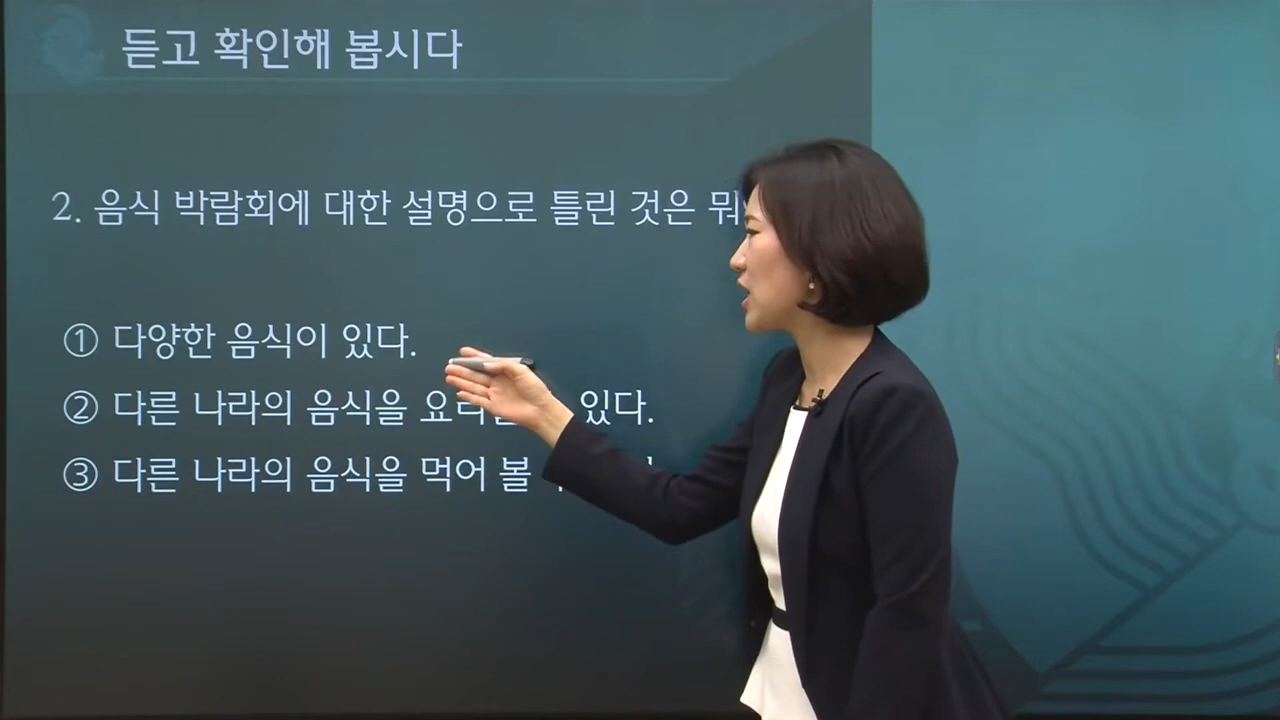 듣고 확인해 봅시다
2. 음식 박람회에 대한 설명으로 틀린 것은
① 다양한 음식이 있다.
② 다른 나라의 음식을 있다.
③ 다른 나라의 음식을 먹어 볼